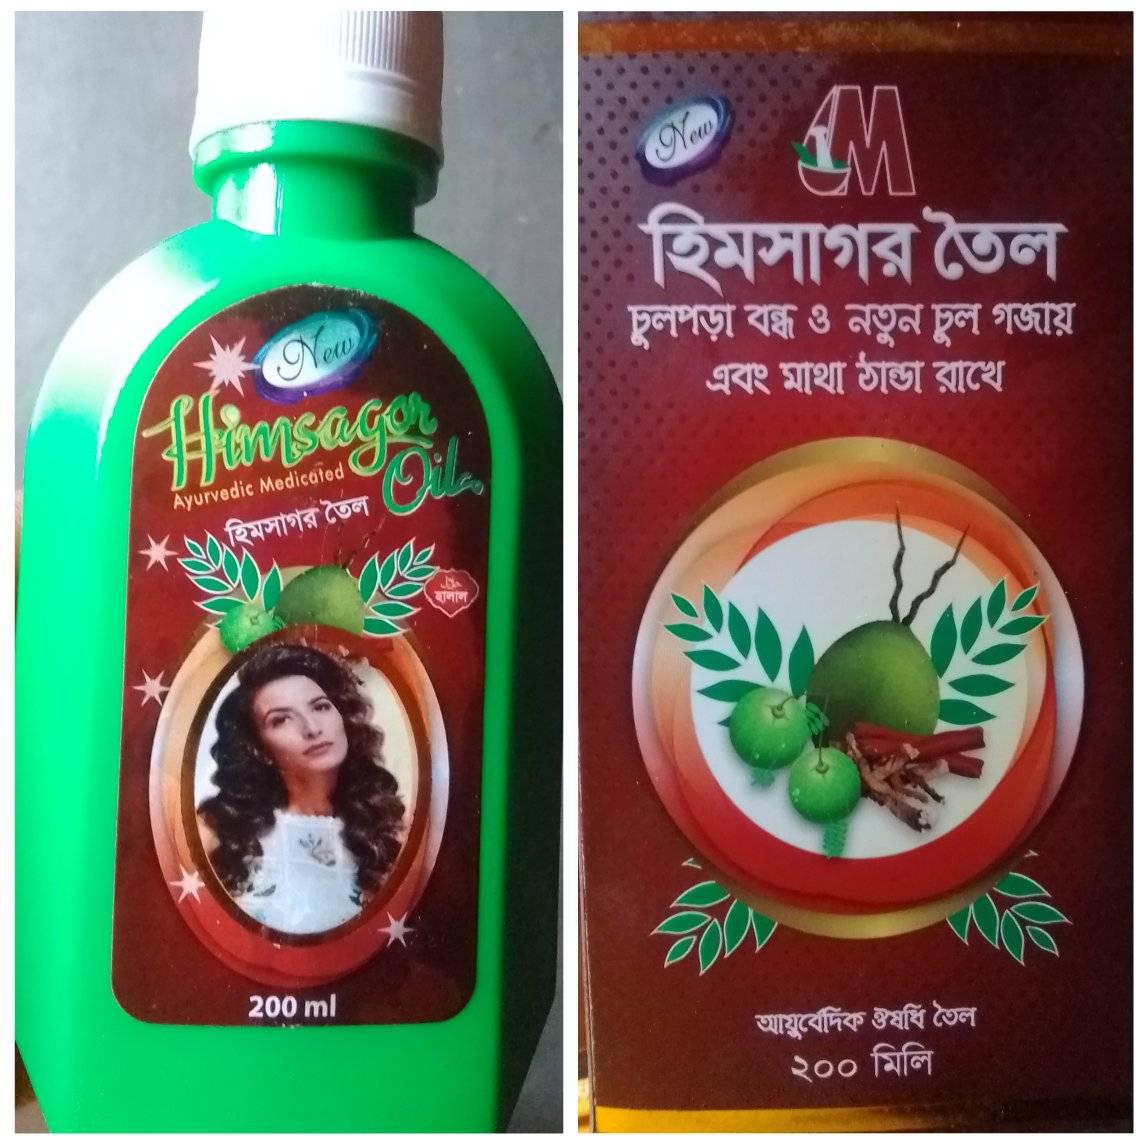 New
Himsagor
Oil
Ayurvedic Medicated
হিমসাগর তৈল
হালাল
200 ml
New
M
হিমসাগর তৈল
চুলপড়া বন্ধ ও নতুন চুল গজায়
এবং মাথা ঠান্ডা রাখে
আয়ুর্বেদিক ঔষধি তৈল
২০০ মিলি